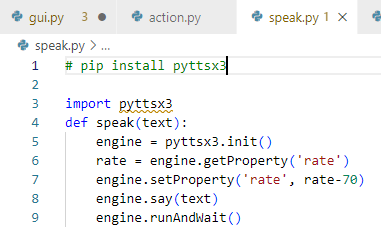 gui.py 3
action.py
speak.py 1
speak.py > ...
1 # pip install pyttsx3
2
3 import pyttsx3
4 def speak(text):
5 engine = pyttsx3.init()
6 rate = engine.getProperty('rate')
7 engine.setProperty('rate', rate-70)
8 engine.say(text)
9 engine.runAndWait()